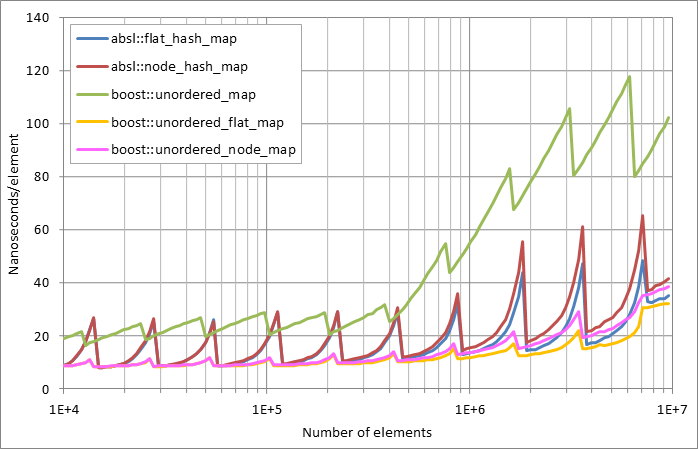 140
120
100
80
60
40
20
0
Nanoseconds/element
absl::flat_hash_map
absl::node_hash_map
boost::unordered_map
boost::unordered_flat_map
boost::unordered_node_map
1E+4 1E+5 1E+6 1E+7
Number of elements